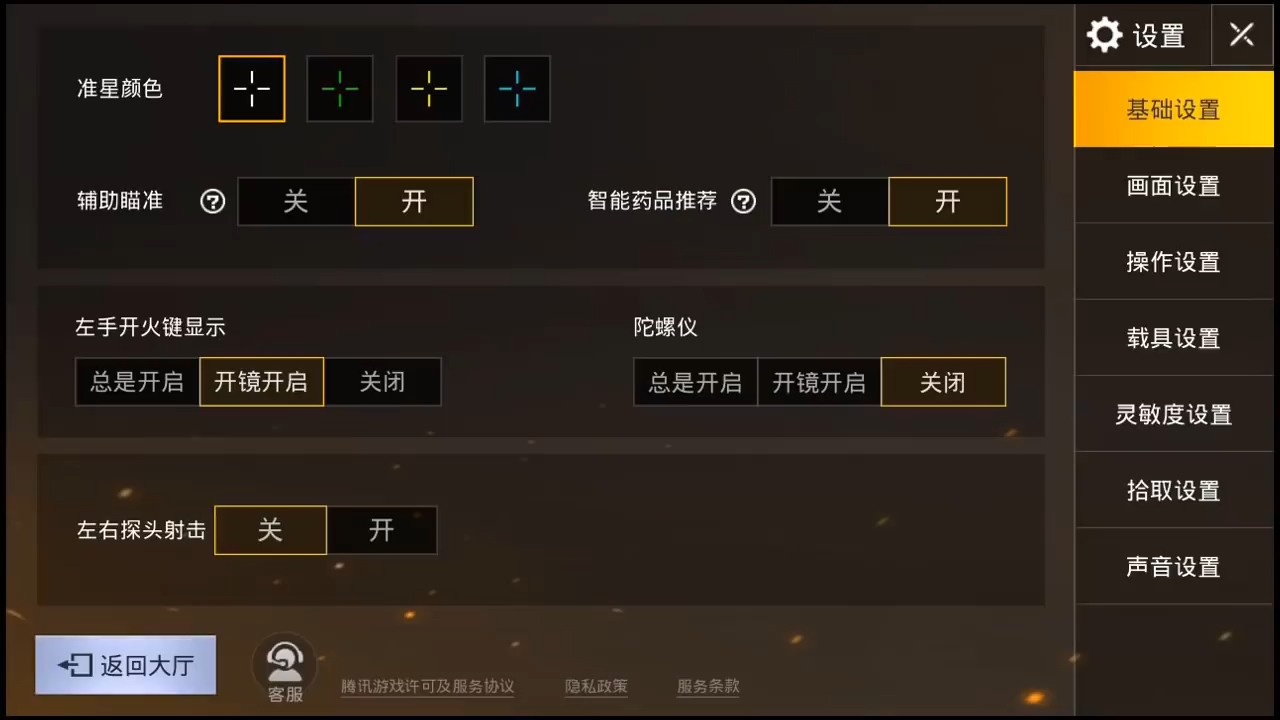 准星颜色
辅助瞄准 ? 关 开 智能药品推荐 ? 关 开
左手开火键显示 陀螺仪
总是开启 开镜开启 关闭 总是开启 开镜开启 关闭
左右探头射击 关 开
返回大厅 客服 腾讯游戏许可及服务协议 隐私政策 服务条款
设置
基础设置
画面设置
操作设置
载具设置
灵敏度设置
拾取设置
声音设置